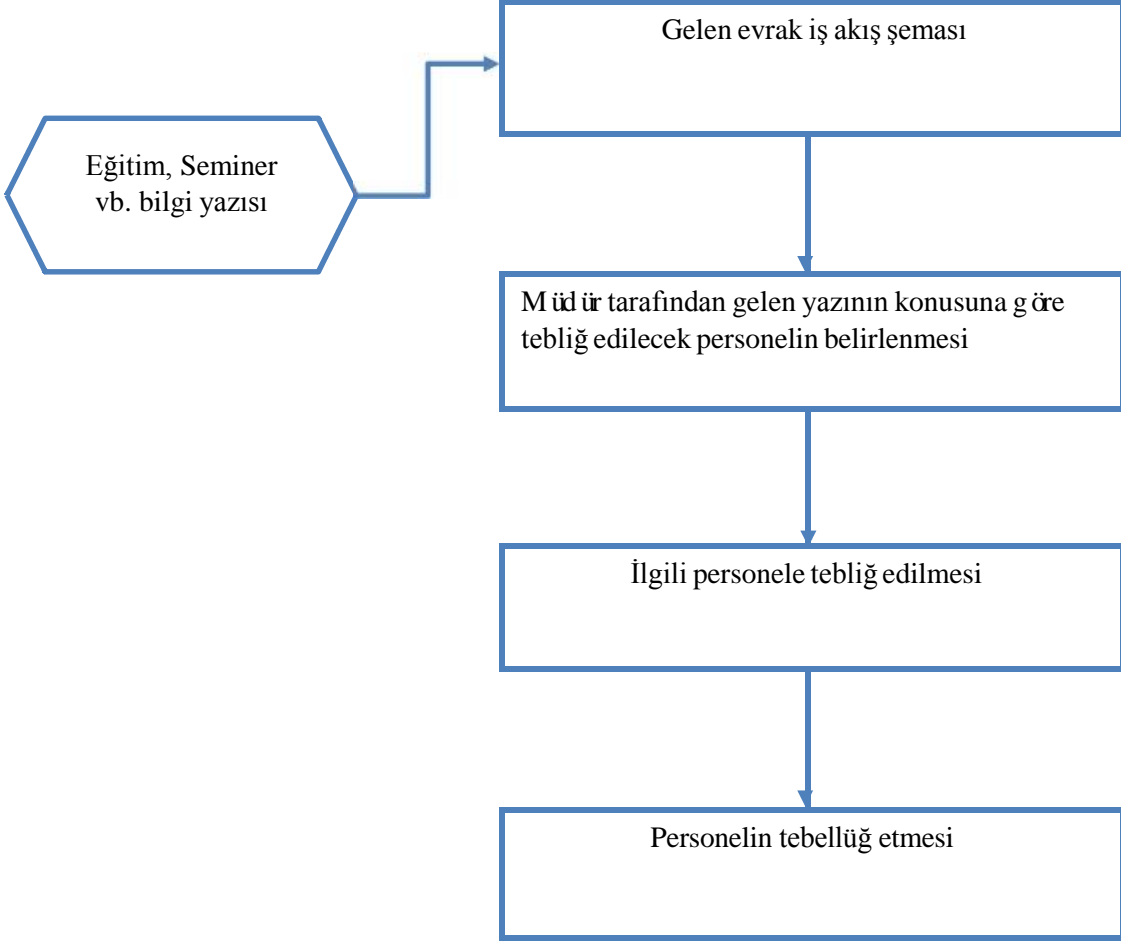 Gelen evrak iş akış şeması
Eğitim, Seminer
vb. bilgi yazısı
Müdür tarafından gelen yazının konusuna göre
tebliğ edilecek personelin belirlenmesi
İlgili personele tebliğ edilmesi
Personelin tebellüğ etmesi